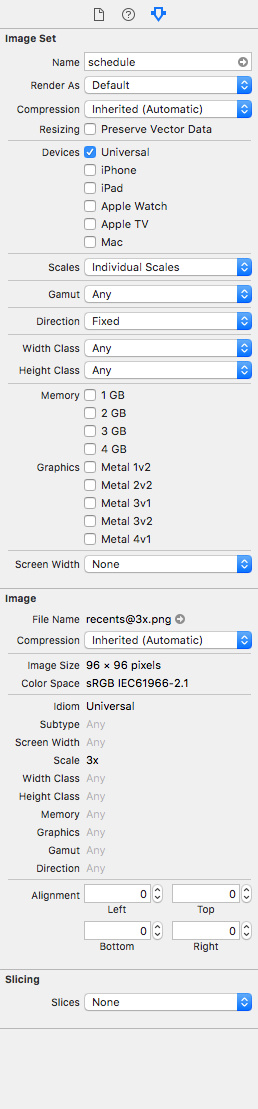 Image Set
Name schedule
Render As Default
Compression Inherited (Automatic)
Resizing Preserve Vector Data
Devices Universal
iPhone
iPad
Apple Watch
Apple TV
Mac
Scales Individual Scales
Gamut Any
Direction Fixed
Width Class Any
Height Class Any
Memory 1 GB
2 GB
3 GB
4 GB
Graphics Metal 1v2
Metal 2v2
Metal 3v1
Metal 3v2
Metal 4v1
Screen Width None
Image
File Name recents@3x.png
Compression Inherited (Automatic)
Image Size 96 × 96 pixels
Color Space sRGB IEC61966-2.1
Idiom Universal
Subtype Any
Screen Width Any
Scale 3x
Width Class Any
Height Class Any
Memory Any
Graphics Any
Gamut Any
Direction Any
Alignment 0 0
Left Top
0 0
Bottom Right
Slicing
Slices None